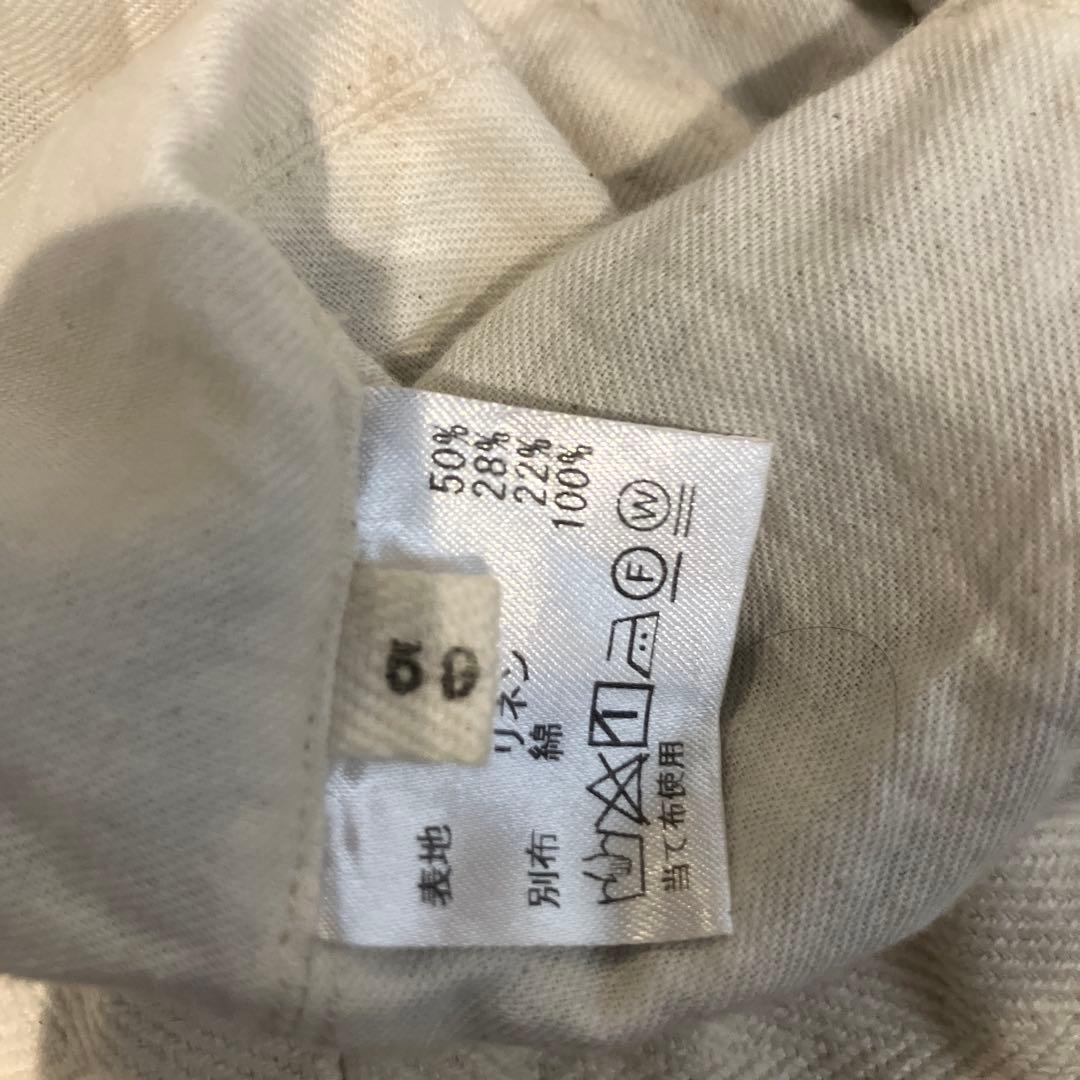 表地 50%
28%
リネン 22%
別布 綿 100%
F W
当て布使用